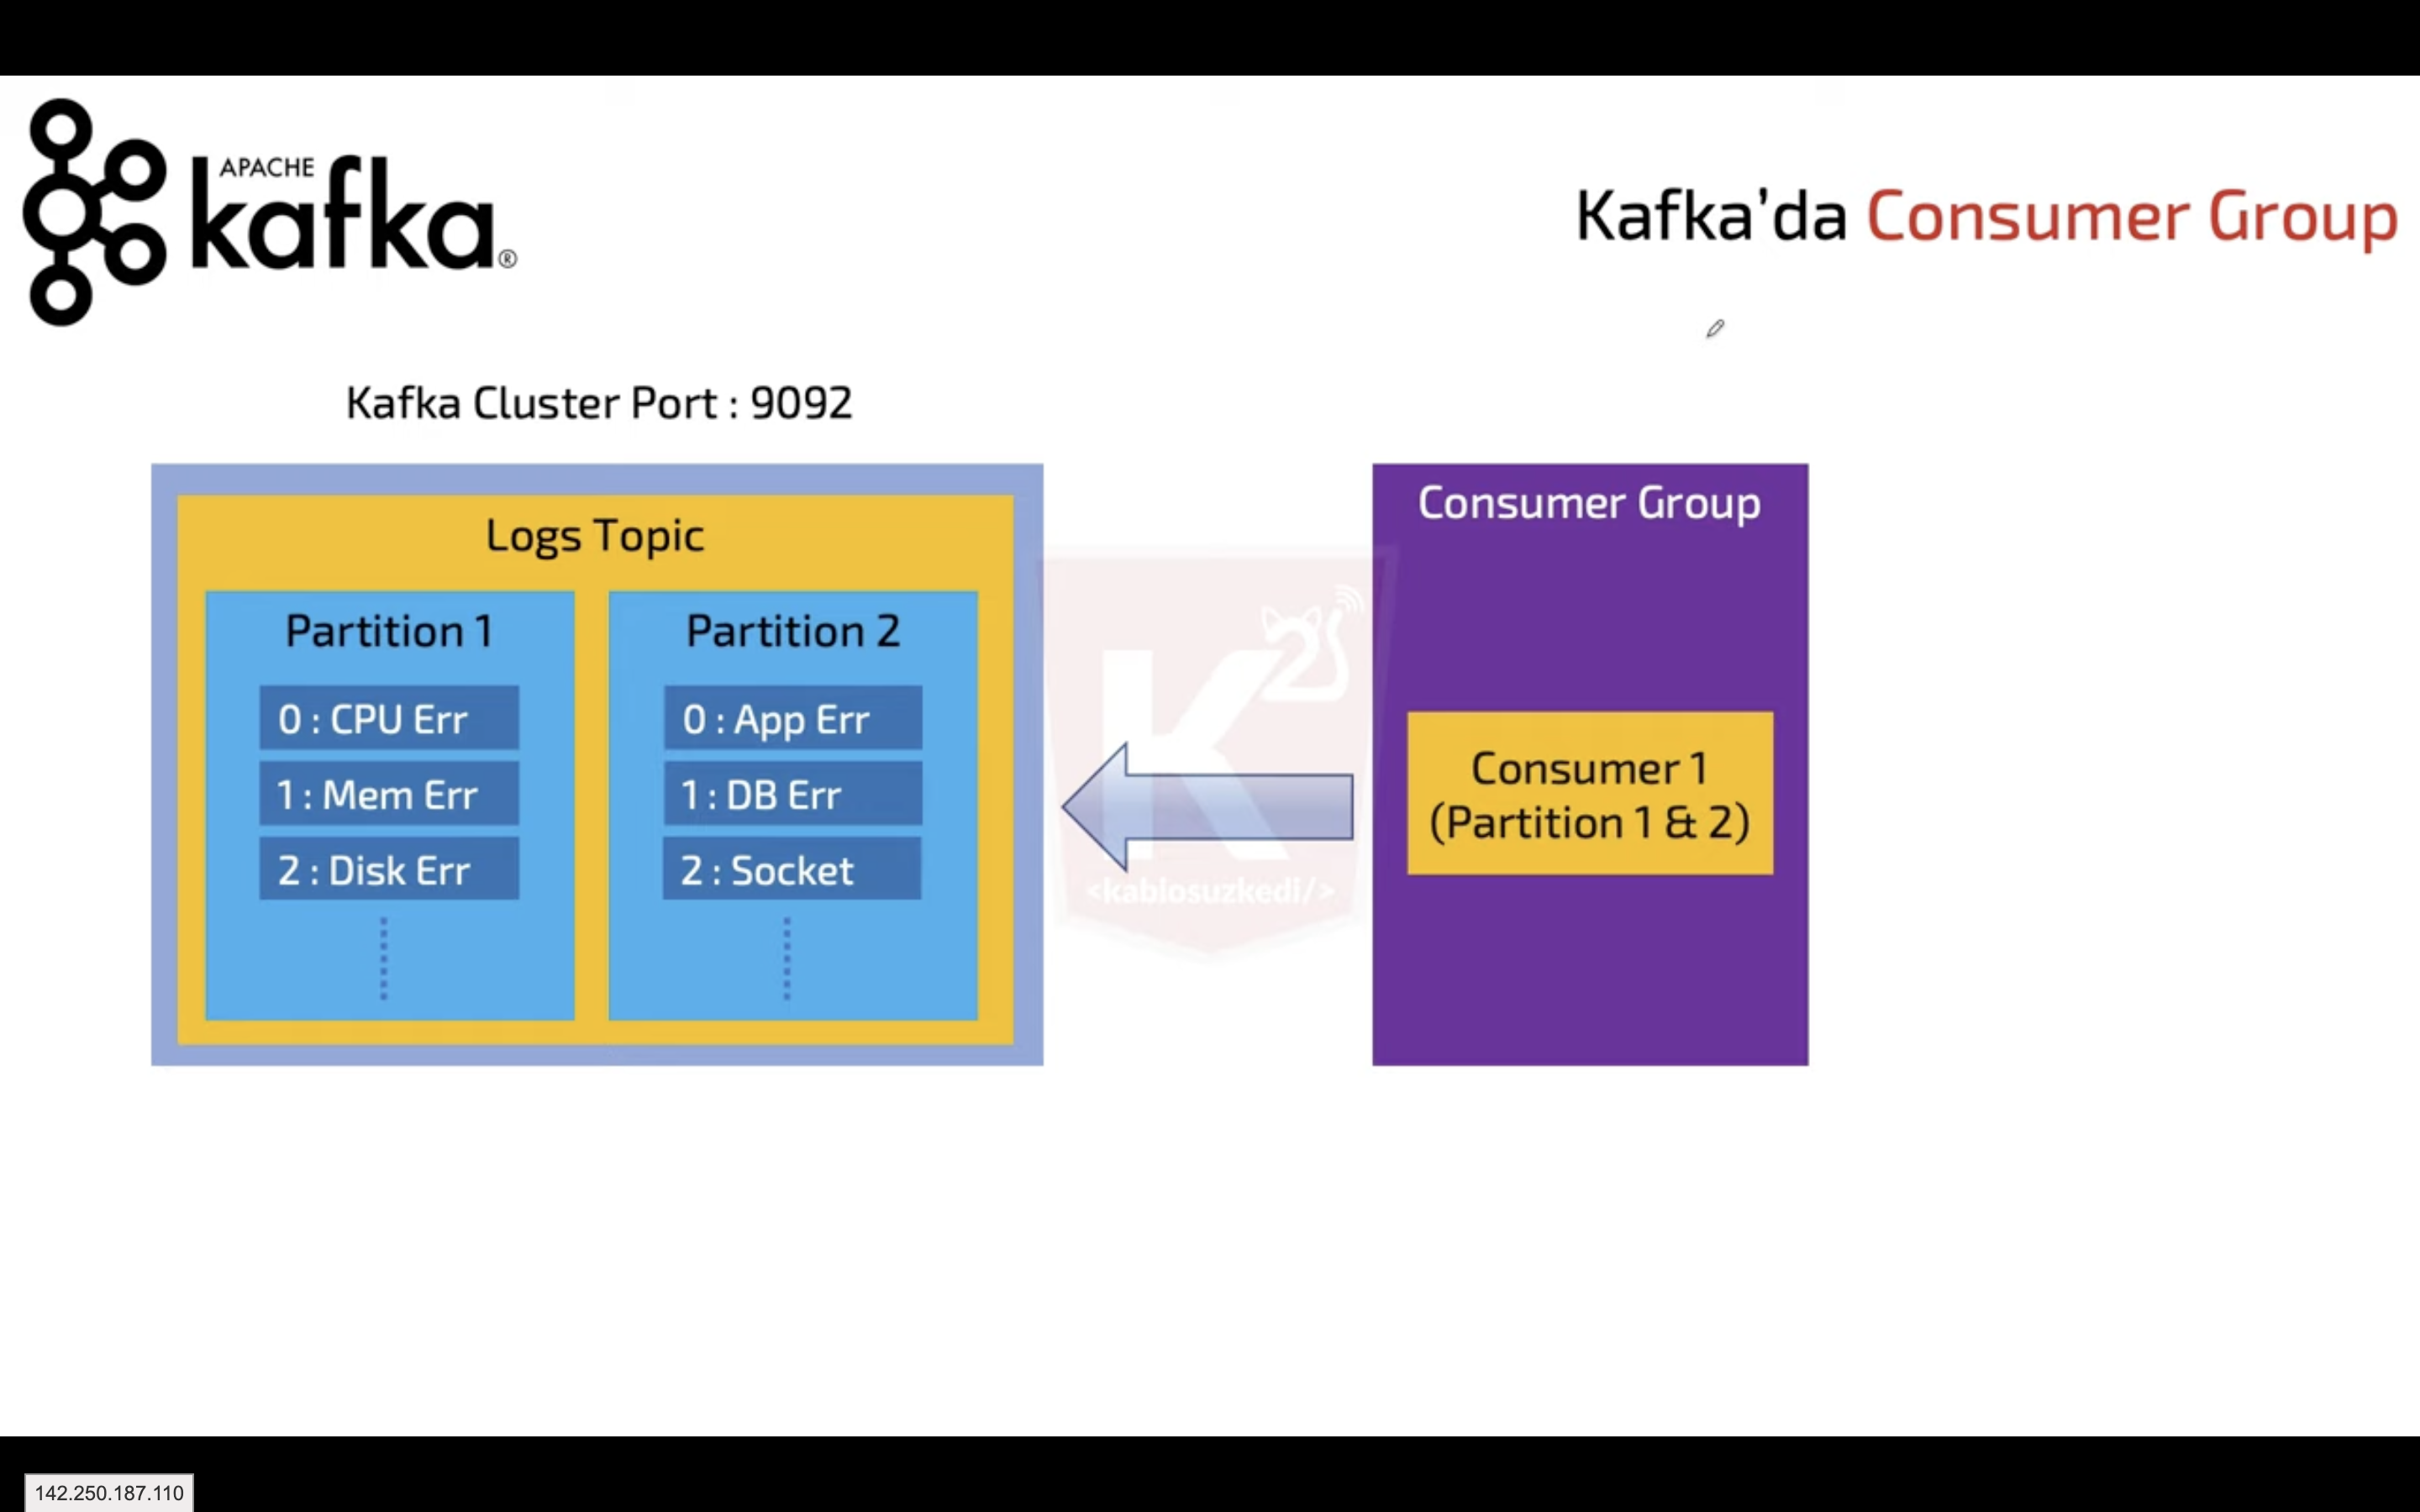 APACHE
kafka®
Kafka'da Consumer Group
Kafka Cluster Port : 9092
Logs Topic
Partition 1
0 : CPU Err
1 : Mem Err
2 : Disk Err
Partition 2
0 : App Err
1 : DB Err
2 : Socket
K2
<kablosuzkedi/>
Consumer Group
Consumer 1
(Partition 1 & 2)
142.250.187.110